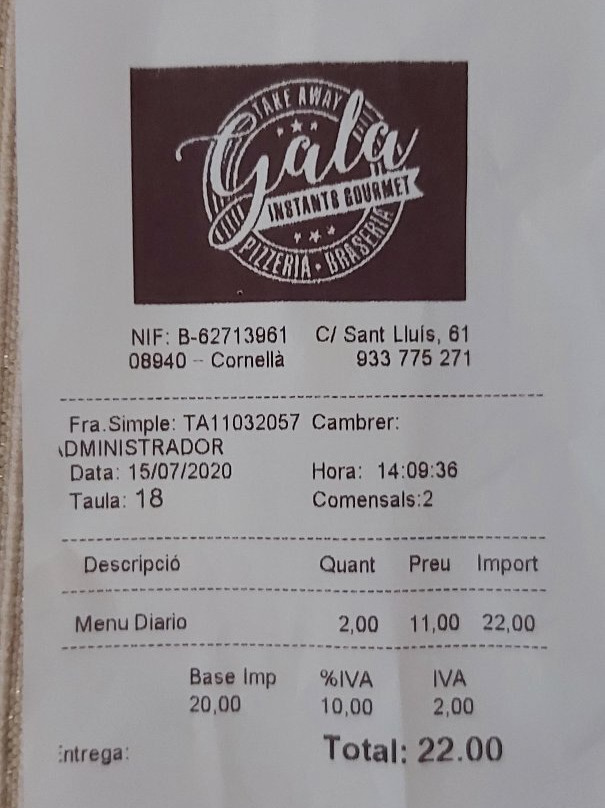 TAKE AWAY
Gala
INSTANTS GOURMET
PIZZERIA • BRASERIA
NIF: B-62713961 C/ Sant Lluís, 61
08940 - Cornellà 933 775 271
Fra.Simple: TA11032057 Cambrer:
ADMINISTRADOR
Data: 15/07/2020 Hora: 14:09:36
Taula: 18 Comensals:2
Descripció Quant Preu Import
Menu Diario 2,00 11,00 22,00
Base Imp %IVA IVA
20,00 10,00 2,00
Entrega: Total: 22.00